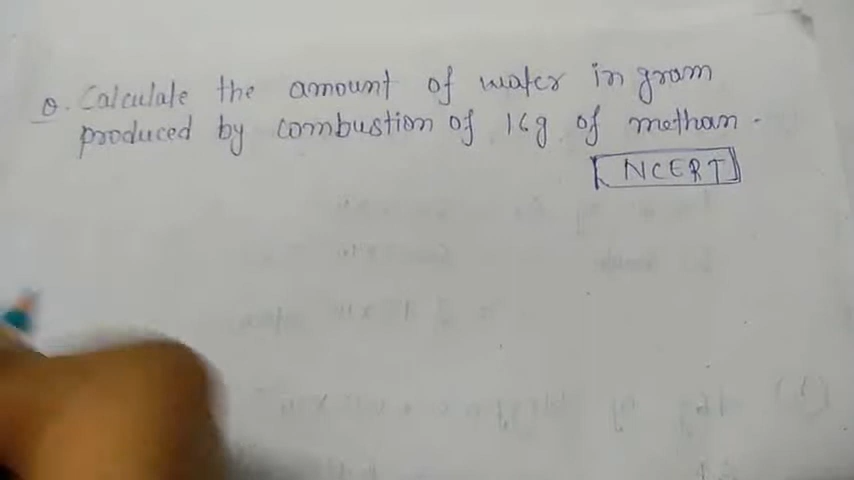 Q. Calculate the amount of water in gram
produced by combustion of 16g of methan.
[NCERT]